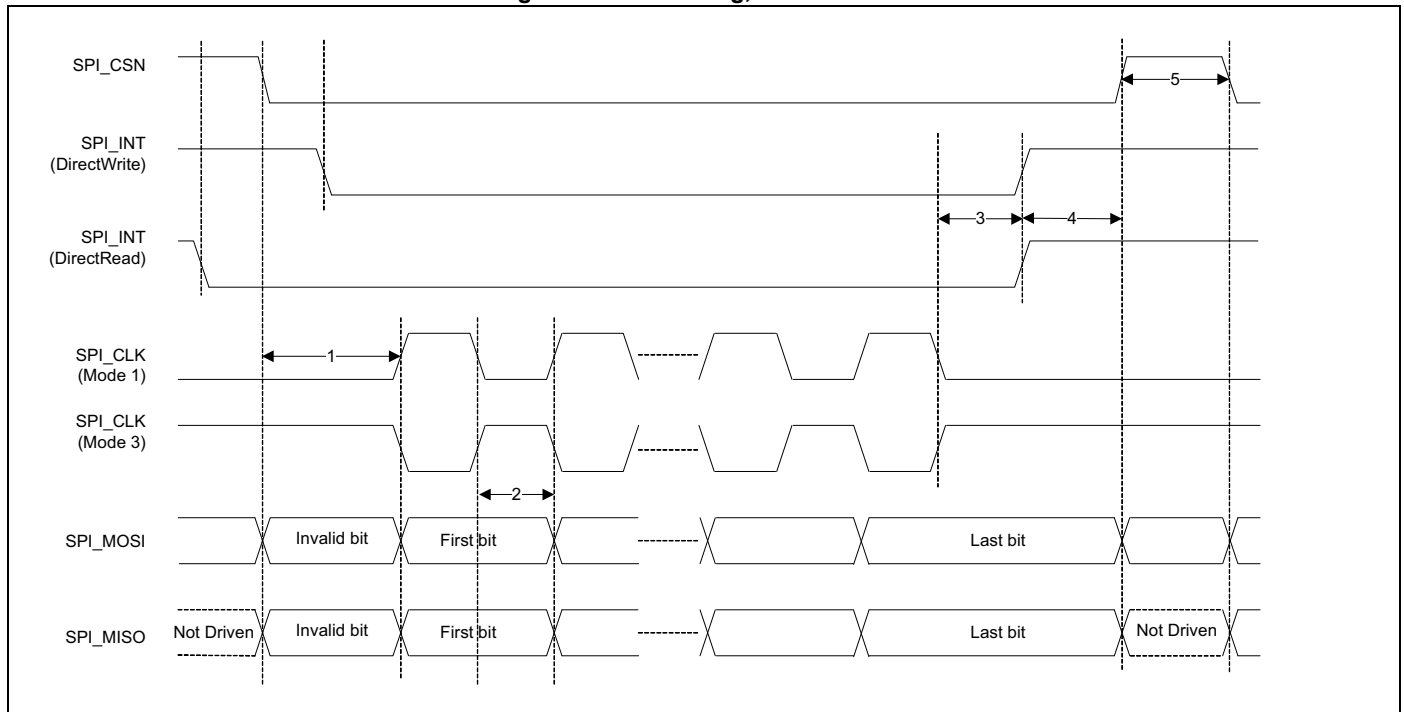 SPI_CSN
5
SPI_INT
(DirectWrite)
3
4
SPI_INT
(DirectRead)
SPI_CLK
(Mode 1)
1
SPI_CLK
(Mode 3)
2
SPI_MOSI
Invalid bit
First bit
Last bit
SPI_MISO
Not Driven
Invalid bit
First bit
Last bit
Not Driven